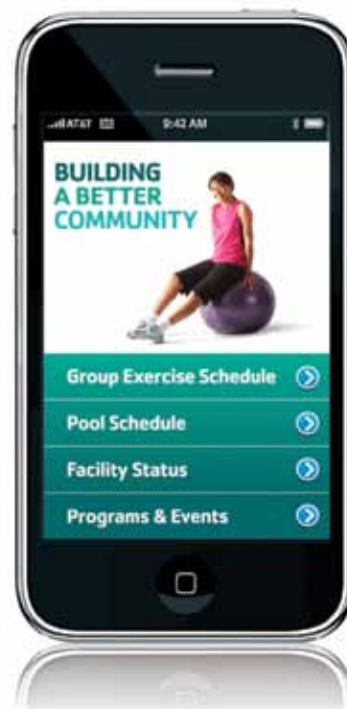 AT&T
9:42 AM
BUILDING
A BETTER
COMMUNITY
Group Exercise Schedule
Pool Schedule
Facility Status
Programs & Events